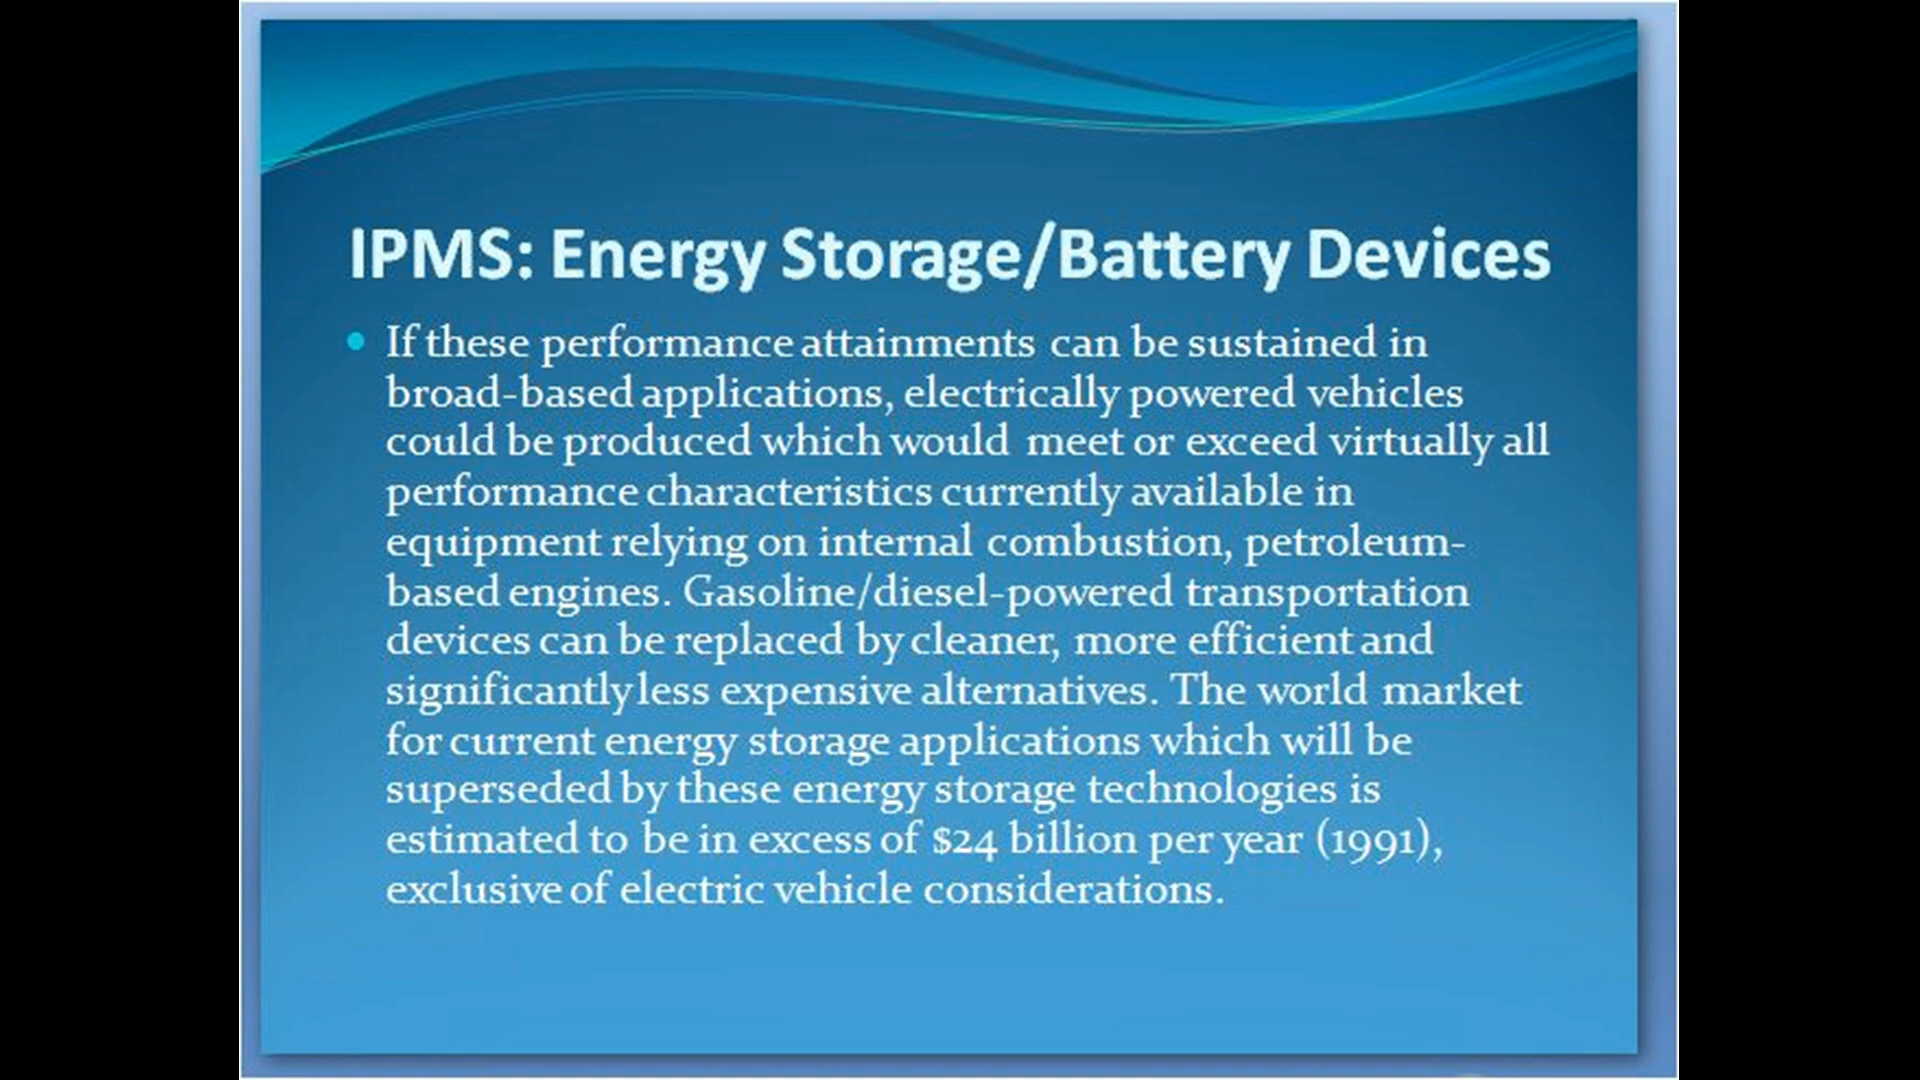 IPMS: Energy Storage/Battery Devices
If these performance attainments can be sustained in
broad-based applications, electrically powered vehicles
could be produced which would meet or exceed virtually all
performance characteristics currently available in
equipment relying on internal combustion, petroleum-
based engines. Gasoline/diesel-powered transportation
devices can be replaced by cleaner, more efficient and
significantly less expensive alternatives. The world market
for current energy storage applications which will be
superseded by these energy storage technologies is
estimated to be in excess of $24 billion per year (1991),
exclusive of electric vehicle considerations.